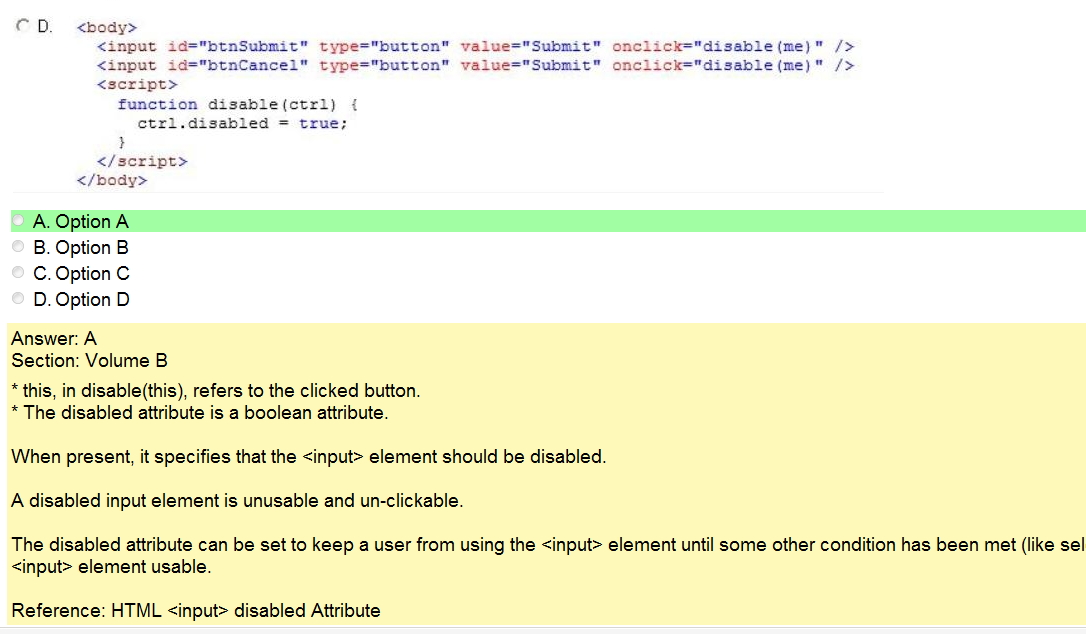 D. <body>
<input id="btnSubmit" type="button" value="Submit" onclick="disable(me)" />
<input id="btnCancel" type="button" value="Submit" onclick="disable(me)" />
<script>
function disable(ctrl) {
ctrl.disabled = true;
}
</script>
</body>
A. Option A
B. Option B
C. Option C
D. Option D
Answer: A
Section: Volume B
* this, in disable(this), refers to the clicked button.
* The disabled attribute is a boolean attribute.
When present, it specifies that the <input> element should be disabled.
A disabled input element is unusable and un-clickable.
The disabled attribute can be set to keep a user from using the <input> element until some other condition has been met (like sel
<input> element usable.
Reference: HTML <input> disabled Attribute